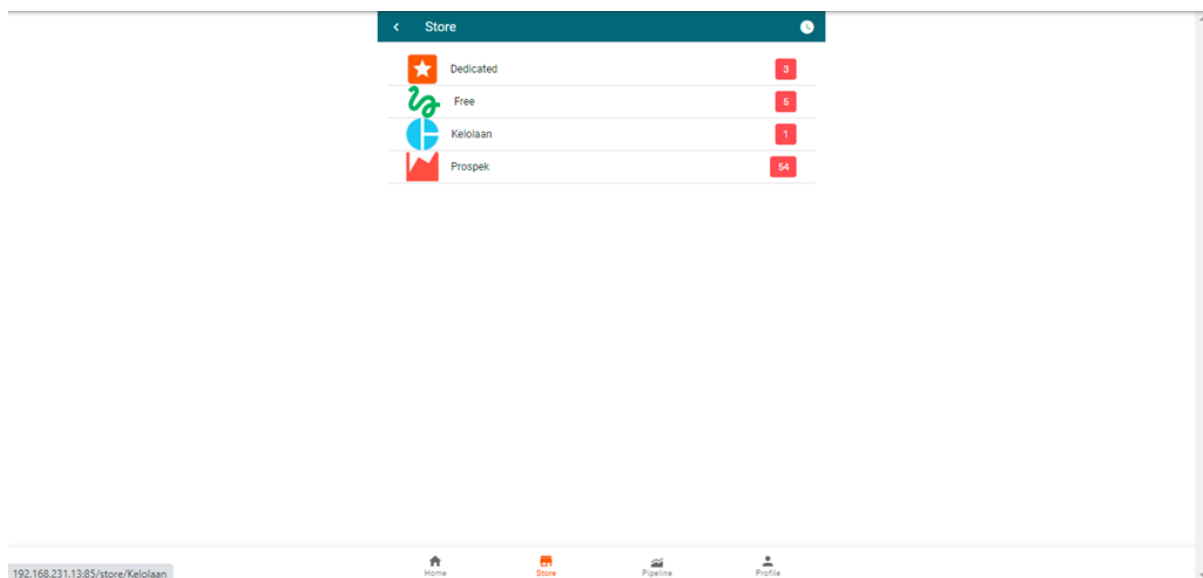 Store
Dedicated 3
Free 5
Kelolaan 1
Prospek 54
Home Store Pipeline Profile
192.168.231.13:85/store/Kelolaan